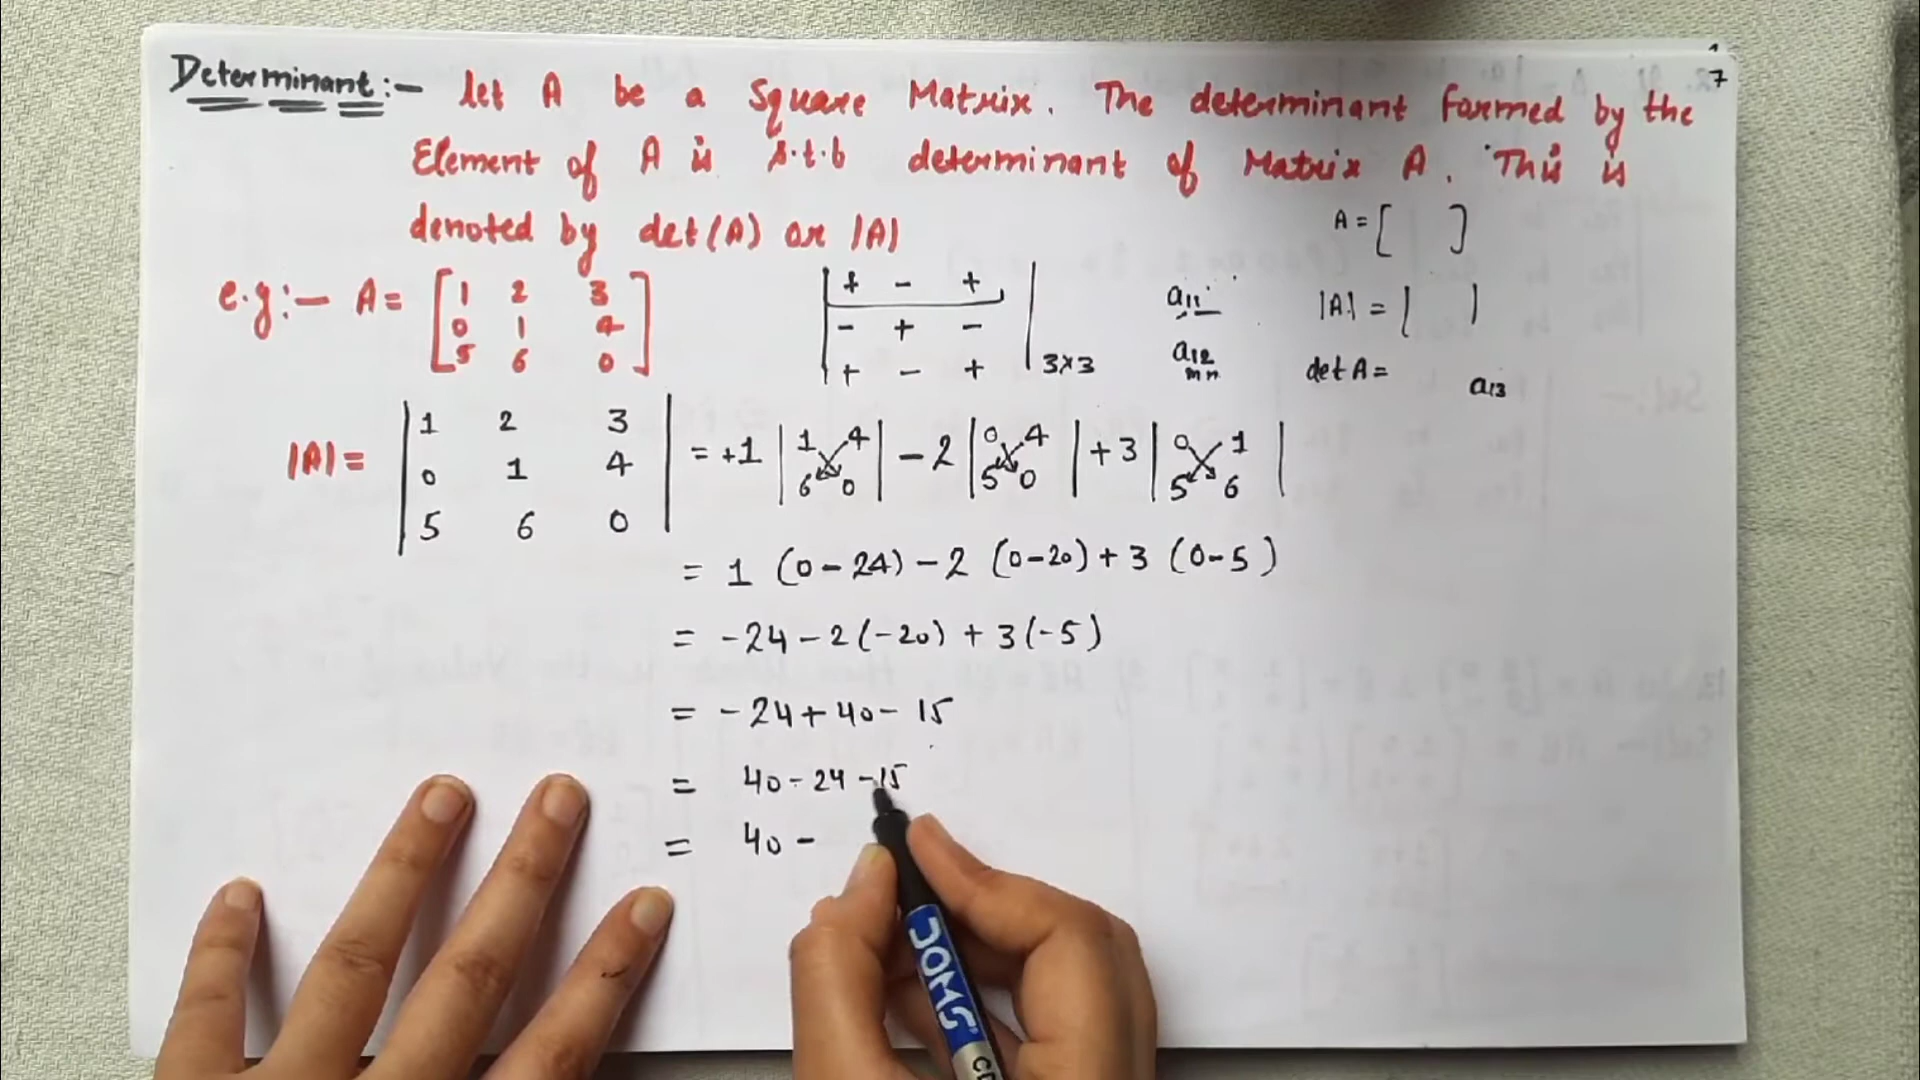 Determinant:- let A be a Square Matrix. The determinant formed by the
Element of A is s.t.b determinant of Matrix A. This is
denoted by det(A) or |A|
A = [ ]
e.g:- A = [1 2 3
0 1 4
5 6 0]
| + - +
- + -
+ - + | 3×3
a11
a12
mn
|A| = | |
det A =
a13
|A| = | 1 2 3
0 1 4
5 6 0 | = +1 | 1 4
6 0 | - 2 | 0 4
5 0 | + 3 | 0 1
5 6 |
= 1 (0-24) - 2 (0-20) + 3 (0-5)
= -24 - 2(-20) + 3(-5)
= -24 + 40 - 15
= 40 - 24 - 15
= 40 -
7
DOMS